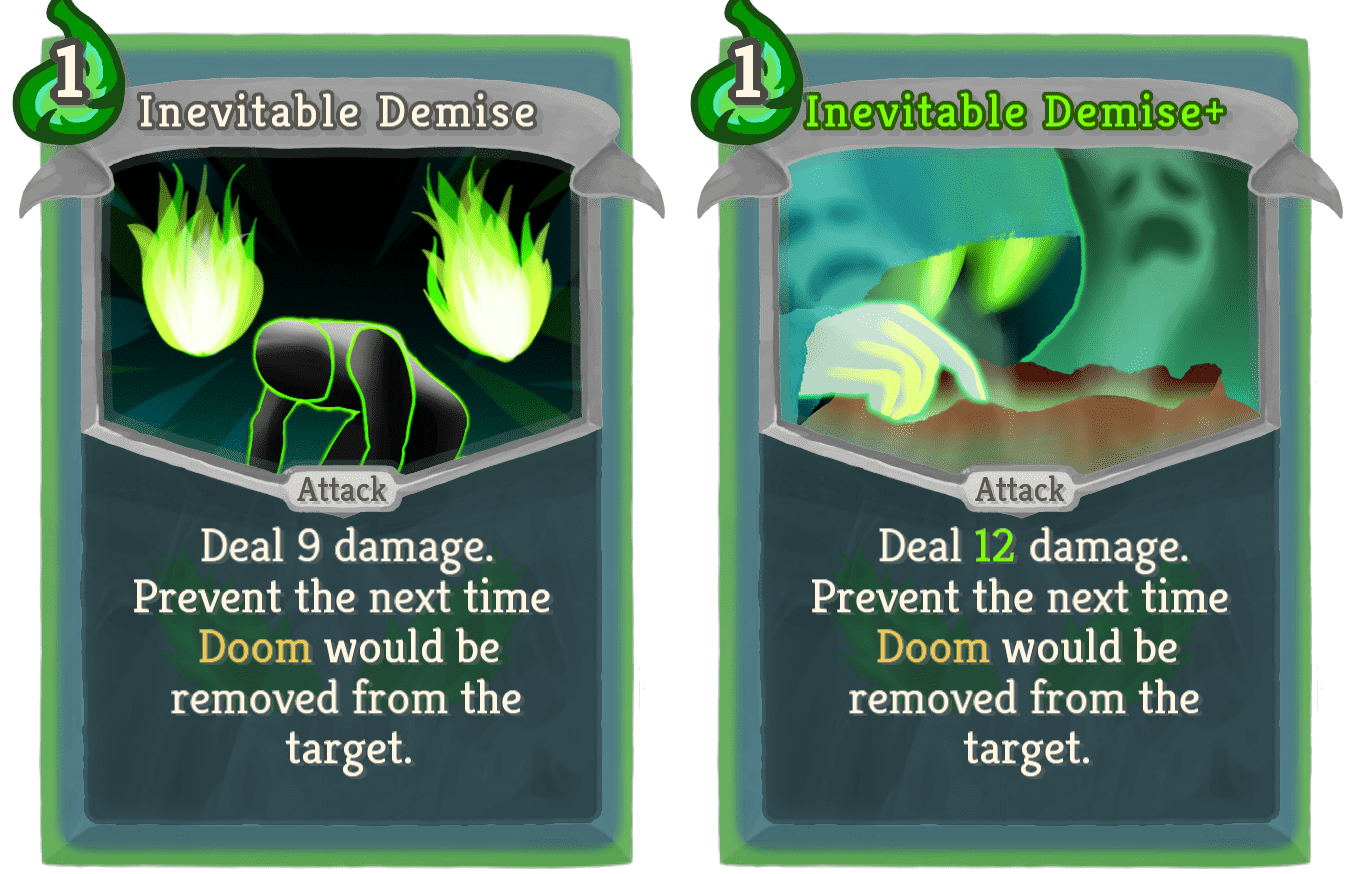 1
Inevitable Demise
Attack
Deal 9 damage.
Prevent the next time
Doom would be
removed from the
target.
1
Inevitable Demise+
Attack
Deal 12 damage.
Prevent the next time
Doom would be
removed from the
target.